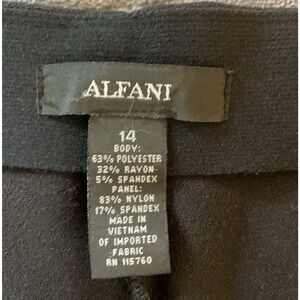 ALFANI
14
BODY:
63% POLYESTER
32% RAYON
5% SPANDEX
PANEL:
83% NYLON
17% SPANDEX
MADE IN
VIETNAM
OF IMPORTED
FABRIC
RN 115760